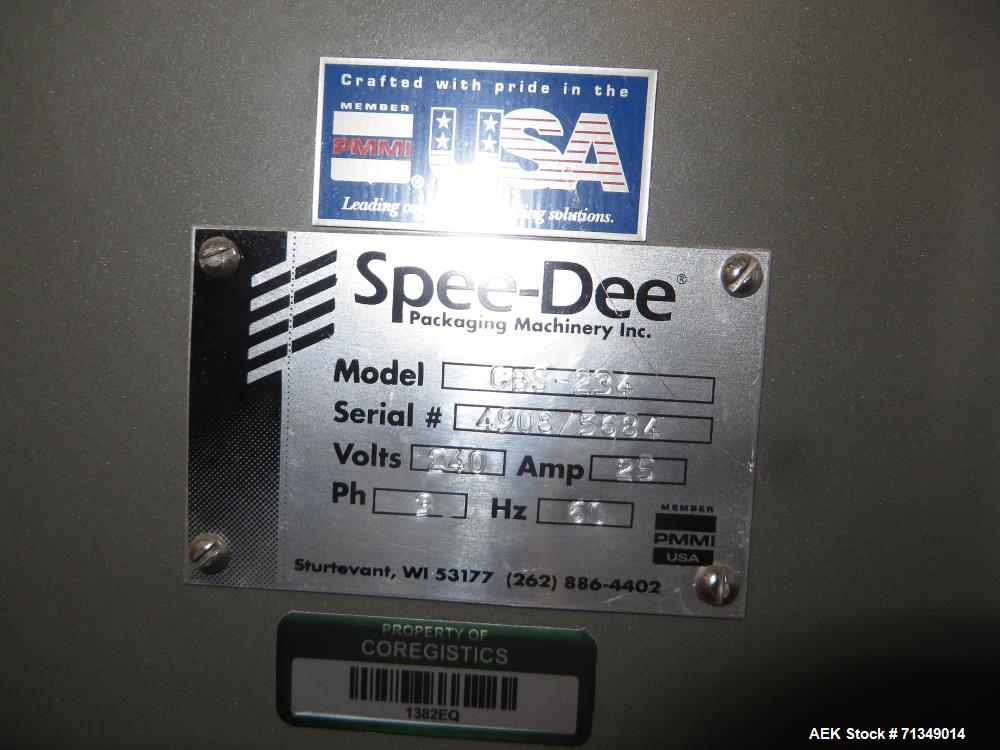 Crafted with pride in the
MEMBER
PMMI®
USA
Leading solutions.
Spee-Dee®
Packaging Machinery Inc.
Model CBS-234
Serial # 4908/5684
Volts 240 Amp 25
Ph 3 Hz 60
MEMBER
PMMI
USA
Sturtevant, WI 53177 (262) 886-4402
PROPERTY OF
COREGISTICS
1382EQ
AEK Stock #71349014